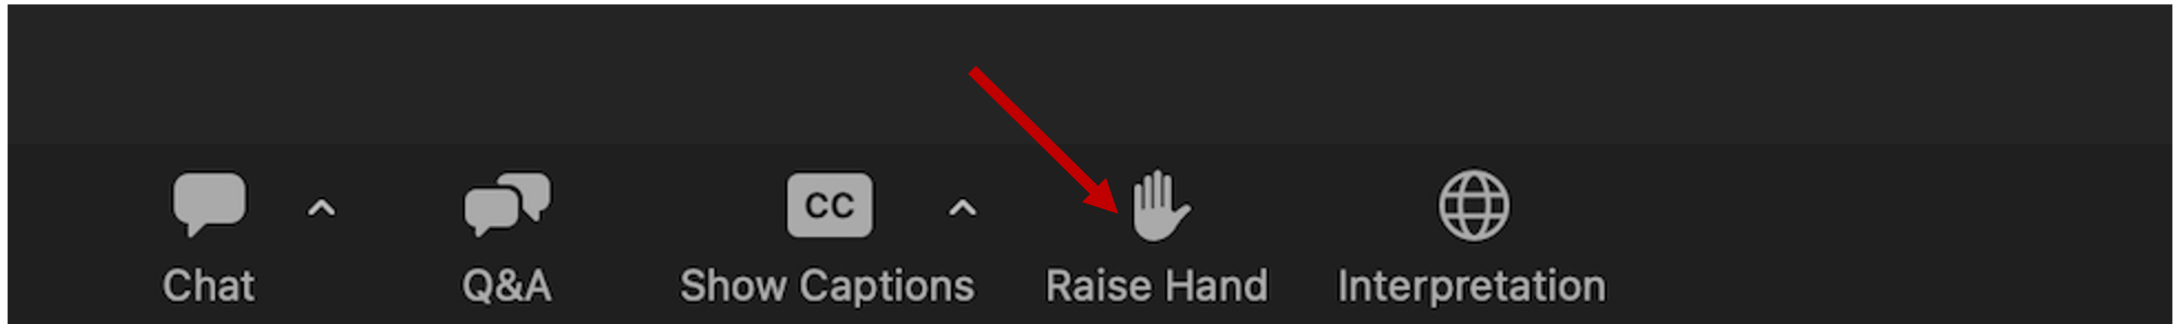 CC
Chat
Q&A
Show Captions
Raise Hand
Interpretation